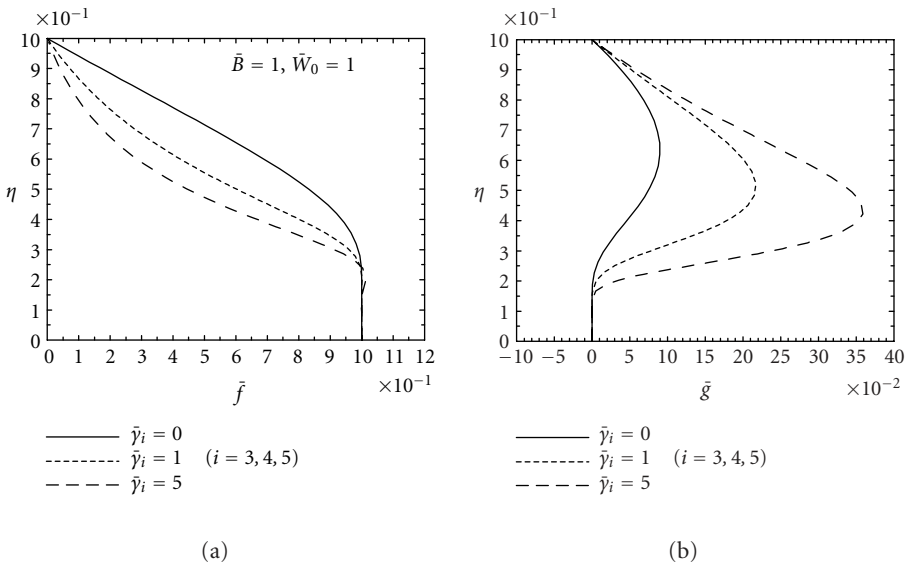 ×10⁻¹
10
9
8
7
6
5
4
3
2
1
0
η
B̄ = 1, W̄₀ = 1
0 1 2 3 4 5 6 7 8 9 10 12
×10⁻¹
f̄
γ̄ᵢ = 0
γ̄ᵢ = 1 (i = 3, 4, 5)
γ̄ᵢ = 5
(a)
×10⁻¹
10
9
8
7
6
5
4
3
2
1
0
η
−10 −5 0 5 10 15 20 25 30 35 40
×10⁻²
ḡ
γ̄ᵢ = 0
γ̄ᵢ = 1 (i = 3, 4, 5)
γ̄ᵢ = 5
(b)